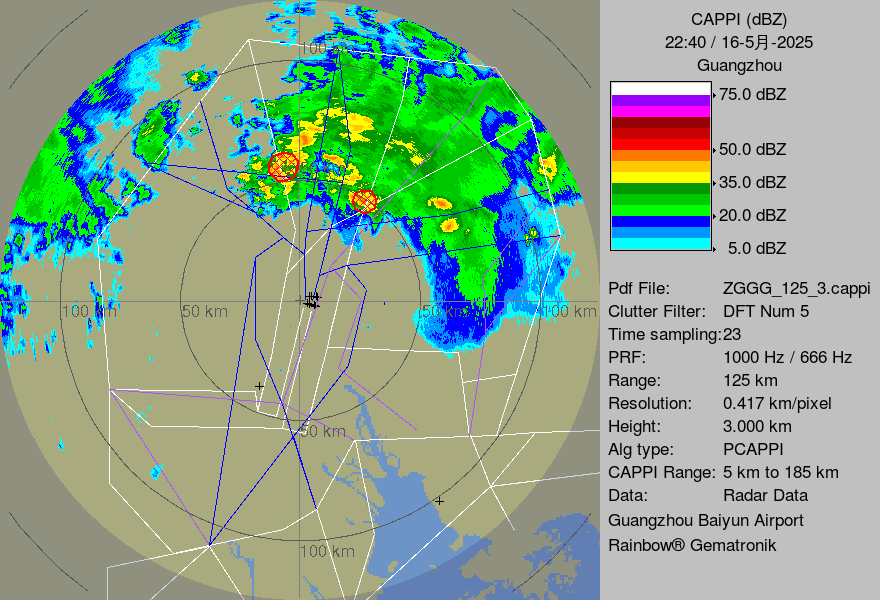 CAPPI (dBZ)
22:40 / 16-5月-2025
Guangzhou
75.0 dBZ
50.0 dBZ
35.0 dBZ
20.0 dBZ
5.0 dBZ
Pdf File: ZGGG_125_3.cappi
Clutter Filter: DFT Num 5
Time sampling:23
PRF: 1000 Hz / 666 Hz
Range: 125 km
Resolution: 0.417 km/pixel
Height: 3.000 km
Alg type: PCAPPI
CAPPI Range: 5 km to 185 km
Data: Radar Data
Guangzhou Baiyun Airport
Rainbow® Gematronik
100 km
100 km
50 km
50 km
100 km
50 km
100 km